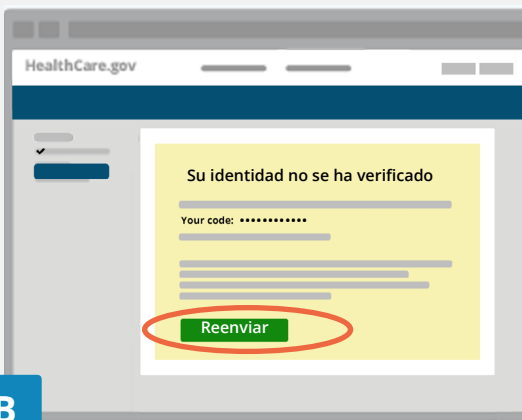 HealthCare.gov
Su identidad no se ha verificado
Your code: ••••••••••••
Reenviar
B